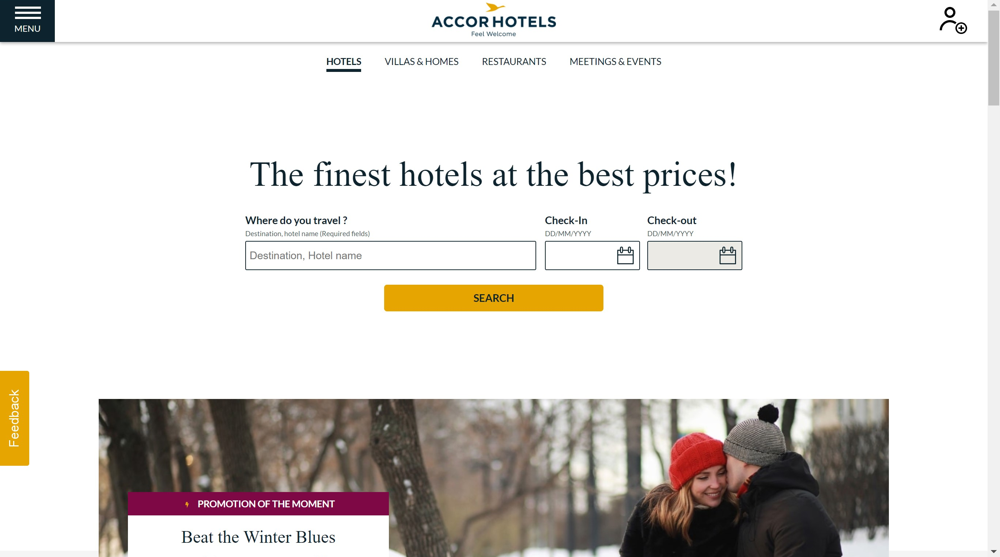 MENU
ACCOR HOTELS
Feel Welcome
HOTELS VILLAS & HOMES RESTAURANTS MEETINGS & EVENTS
The finest hotels at the best prices!
Where do you travel ? Check-In Check-out
Destination, hotel name (Required fields) DD/MM/YYYY DD/MM/YYYY
Destination, Hotel name
SEARCH
Feedback
PROMOTION OF THE MOMENT
Beat the Winter Blues